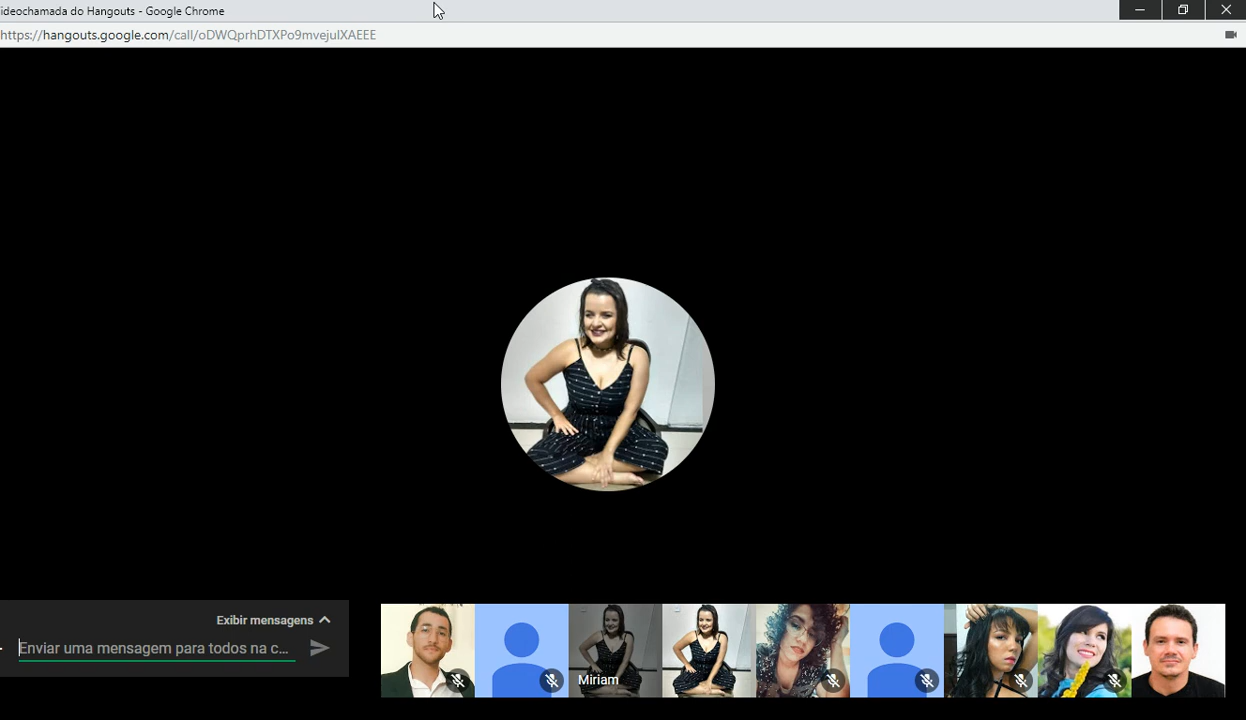 ideochamada do Hangouts - Google Chrome
https://hangouts.google.com/call/oDWQprhDTXPo9mvejulXAEEE
Exibir mensagens
Enviar uma mensagem para todos na c...
Miriam